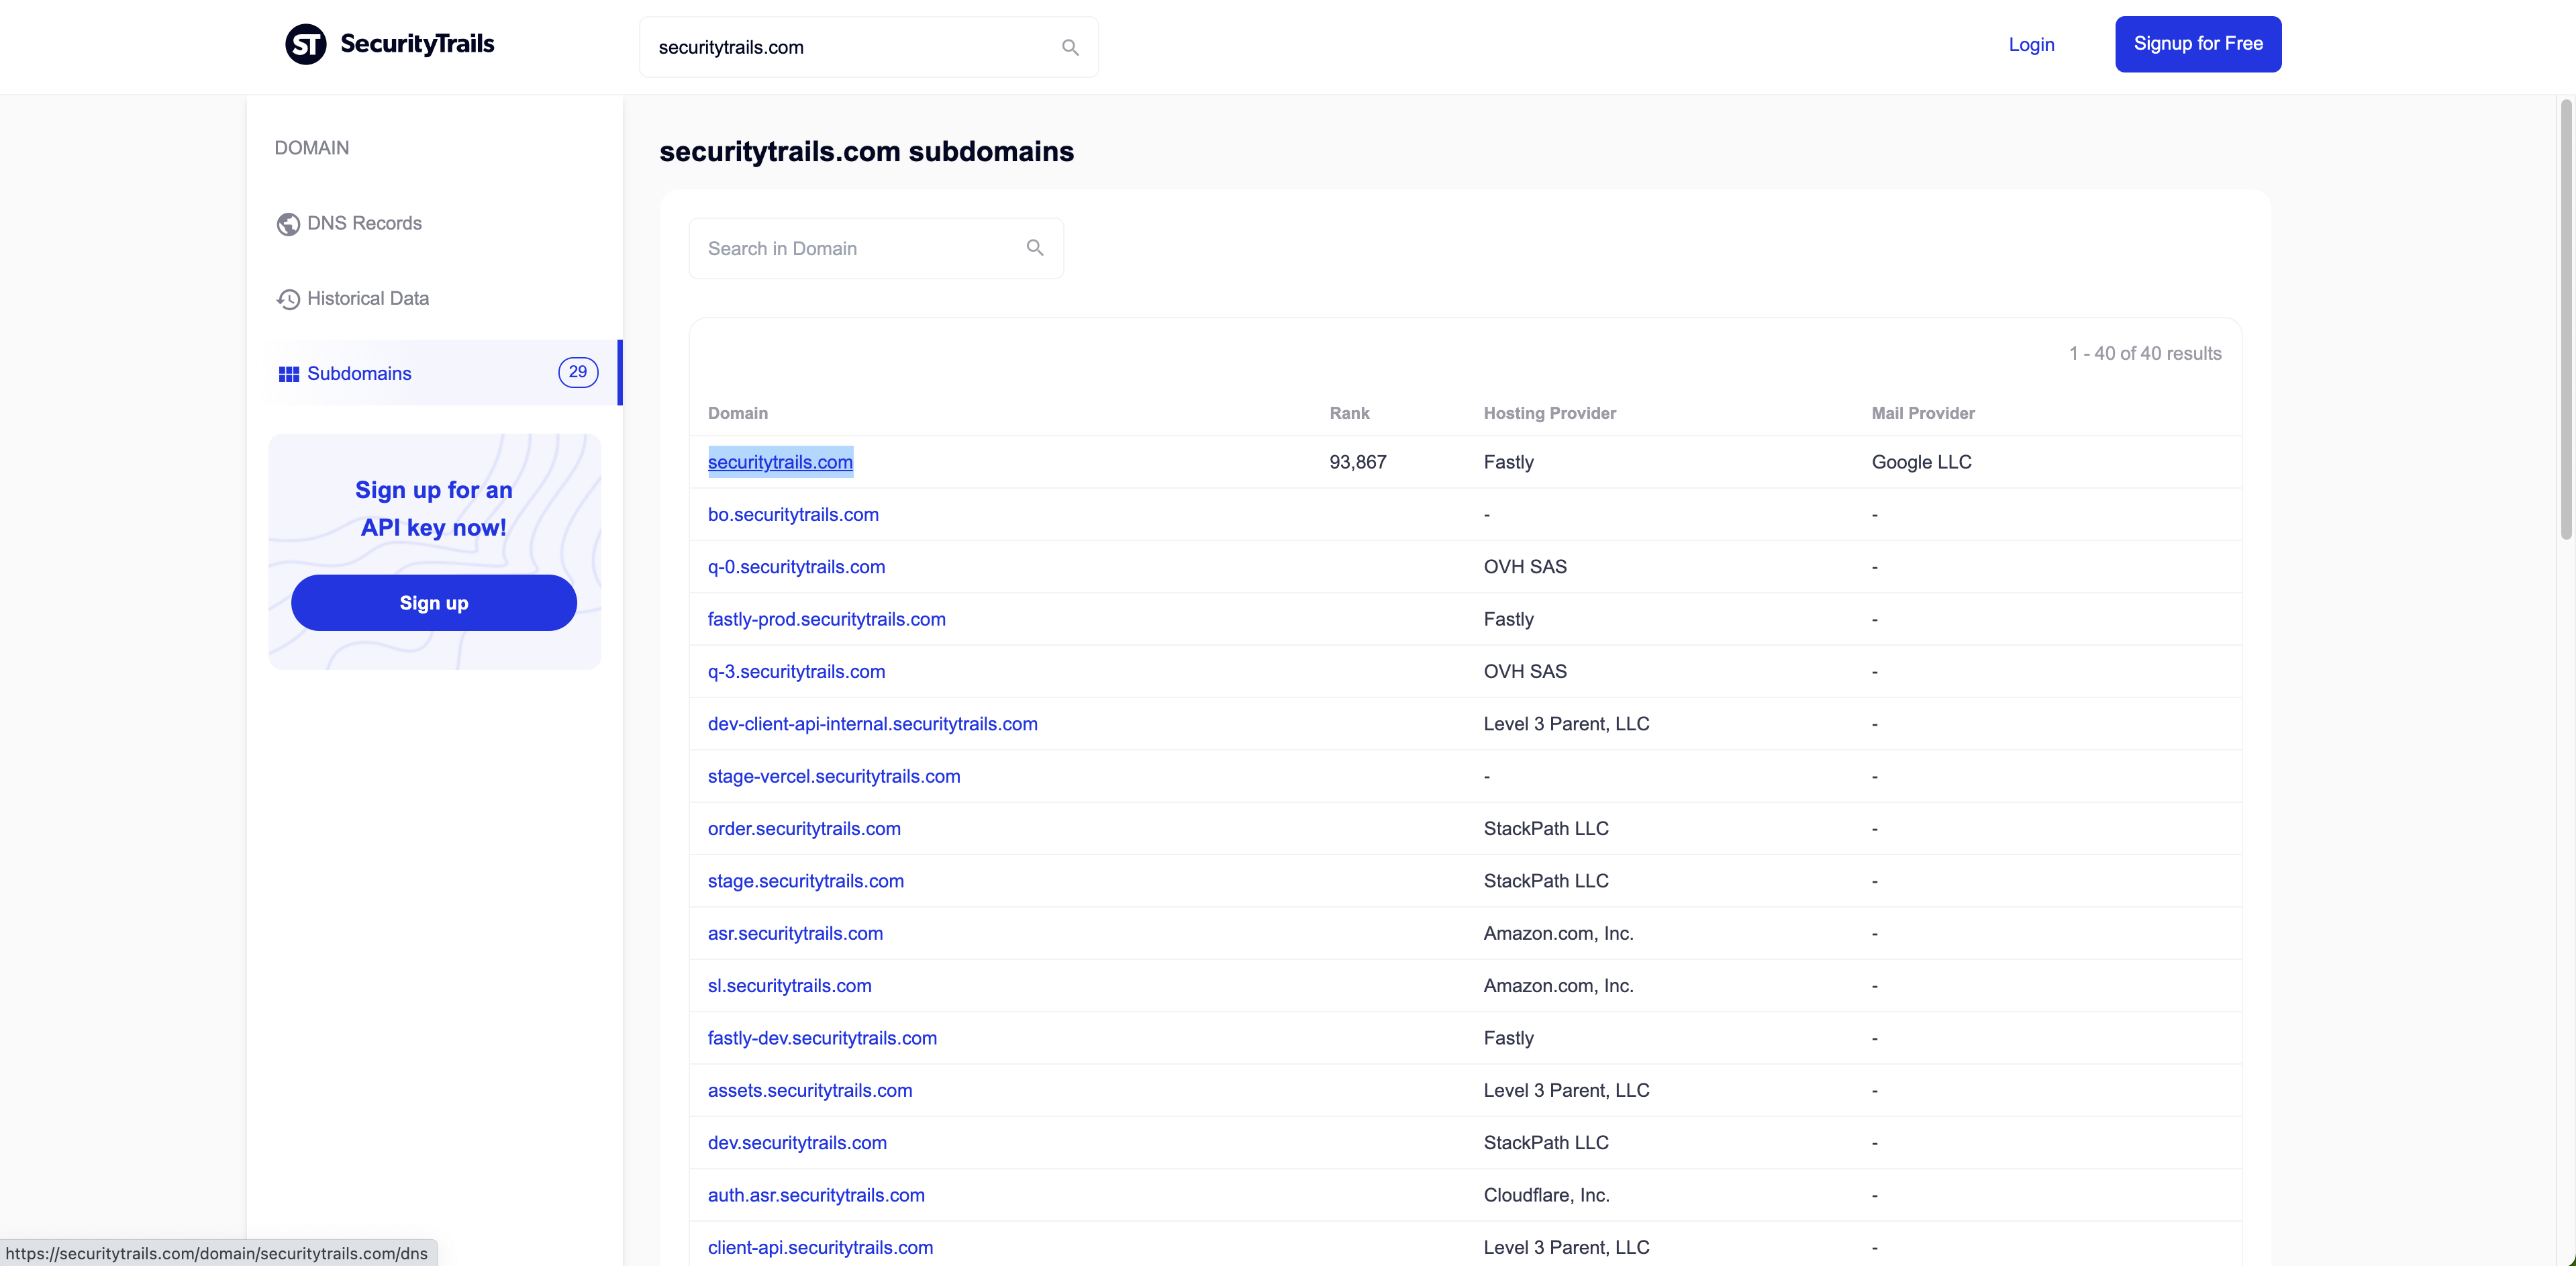 ST SecurityTrails
securitytrails.com
Login
Signup for Free
DOMAIN
DNS Records
Historical Data
Subdomains 29
Sign up for an
API key now!
Sign up
securitytrails.com subdomains
Search in Domain
1 - 40 of 40 results
Domain Rank Hosting Provider Mail Provider
securitytrails.com 93,867 Fastly Google LLC
bo.securitytrails.com - -
q-0.securitytrails.com OVH SAS -
fastly-prod.securitytrails.com Fastly -
q-3.securitytrails.com OVH SAS -
dev-client-api-internal.securitytrails.com Level 3 Parent, LLC -
stage-vercel.securitytrails.com - -
order.securitytrails.com StackPath LLC -
stage.securitytrails.com StackPath LLC -
asr.securitytrails.com Amazon.com, Inc. -
sl.securitytrails.com Amazon.com, Inc. -
fastly-dev.securitytrails.com Fastly -
assets.securitytrails.com Level 3 Parent, LLC -
dev.securitytrails.com StackPath LLC -
auth.asr.securitytrails.com Cloudflare, Inc. -
client-api.securitytrails.com Level 3 Parent, LLC -
https://securitytrails.com/domain/securitytrails.com/dns